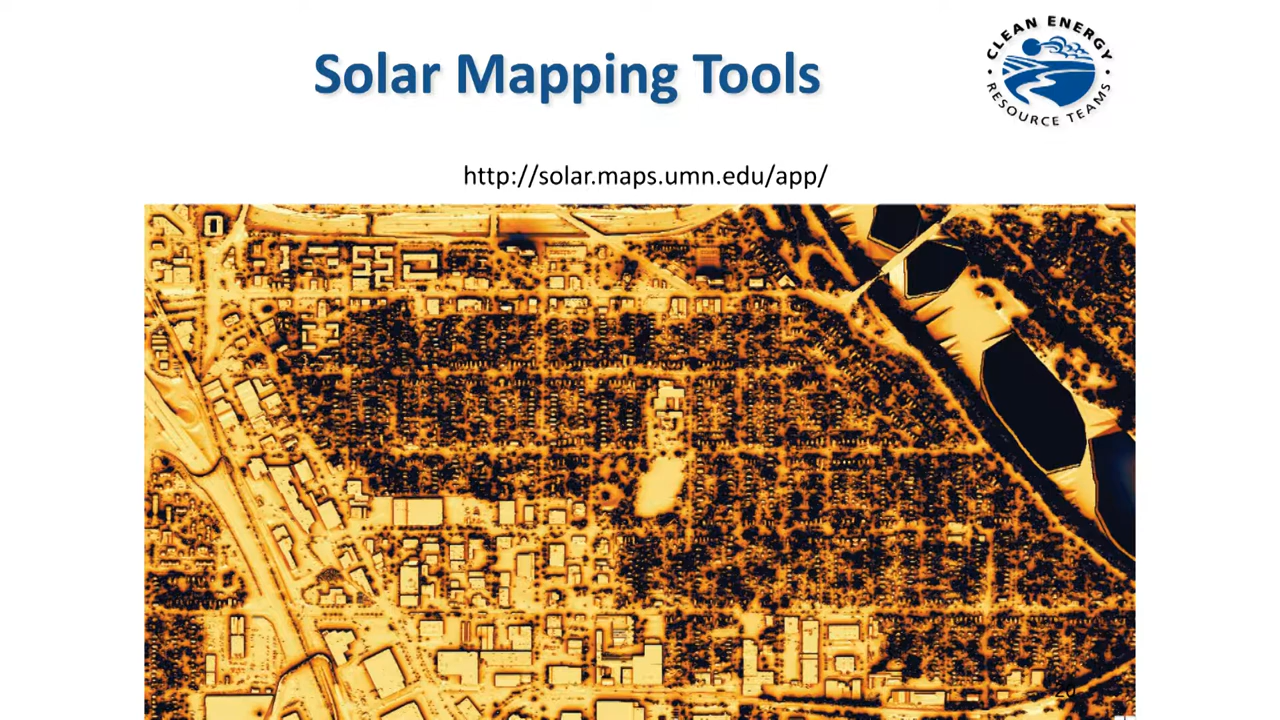 Solar Mapping Tools
CLEAN ENERGY
• RESOURCE TEAMS •
http://solar.maps.umn.edu/app/